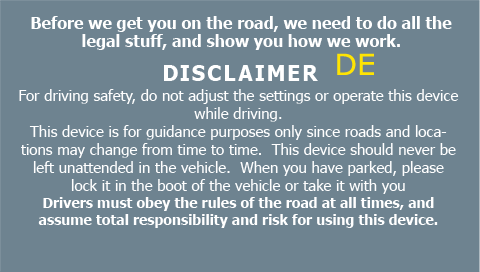 Before we get you on the road, we need to do all the
legal stuff, and show you how we work.
DISCLAIMER DE
For driving safety, do not adjust the settings or operate this device
while driving.
This device is for guidance purposes only since roads and loca-
tions may change from time to time.  This device should never be
left unattended in the vehicle.  When you have parked, please
lock it in the boot of the vehicle or take it with you
Drivers must obey the rules of the road at all times, and
assume total responsibility and risk for using this device.